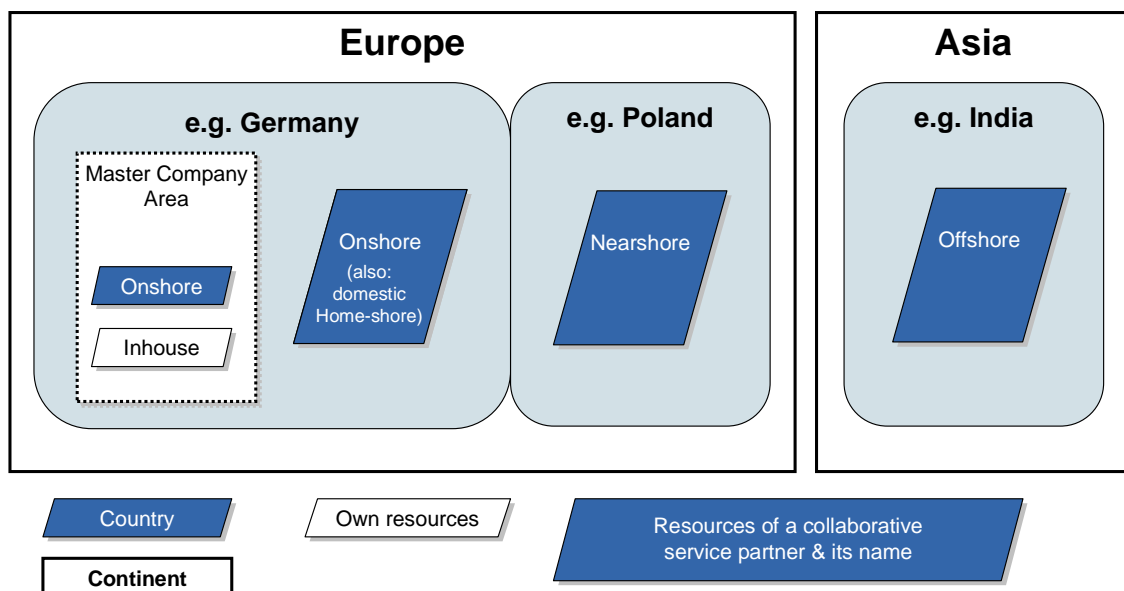 Europe
Asia
e.g. Germany
e.g. Poland
e.g. India
Master Company
Area
Onshore
Inhouse
Onshore
(also:
domestic
Home-shore)
Nearshore
Offshore
Country
Own resources
Resources of a collaborative
service partner & its name
Continent